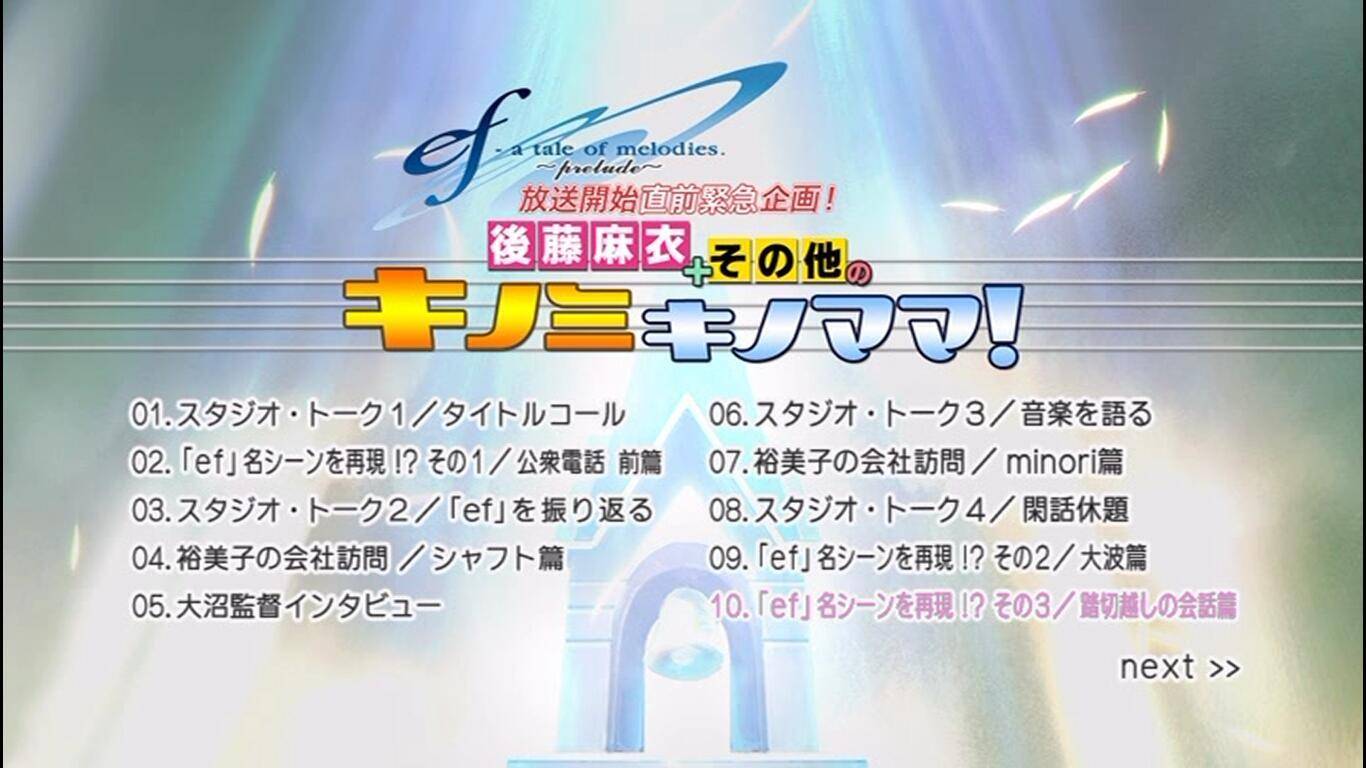 ef - a tale of melodies.
~prelude~
放送開始直前緊急企画!
後藤麻衣+その他の
キノミキノママ!
01.スタジオ・トーク1/タイトルコール
02.「ef」名シーンを再現!? その1/公衆電話 前篇
03.スタジオ・トーク2/「ef」を振り返る
04.裕美子の会社訪問/シャフト篇
05.大沼監督インタビュー
06.スタジオ・トーク3/音楽を語る
07.裕美子の会社訪問/minori篇
08.スタジオ・トーク4/閑話休題
09.「ef」名シーンを再現!? その2/大波篇
10.「ef」名シーンを再現!? その3/踏切越しの会話篇
next >>